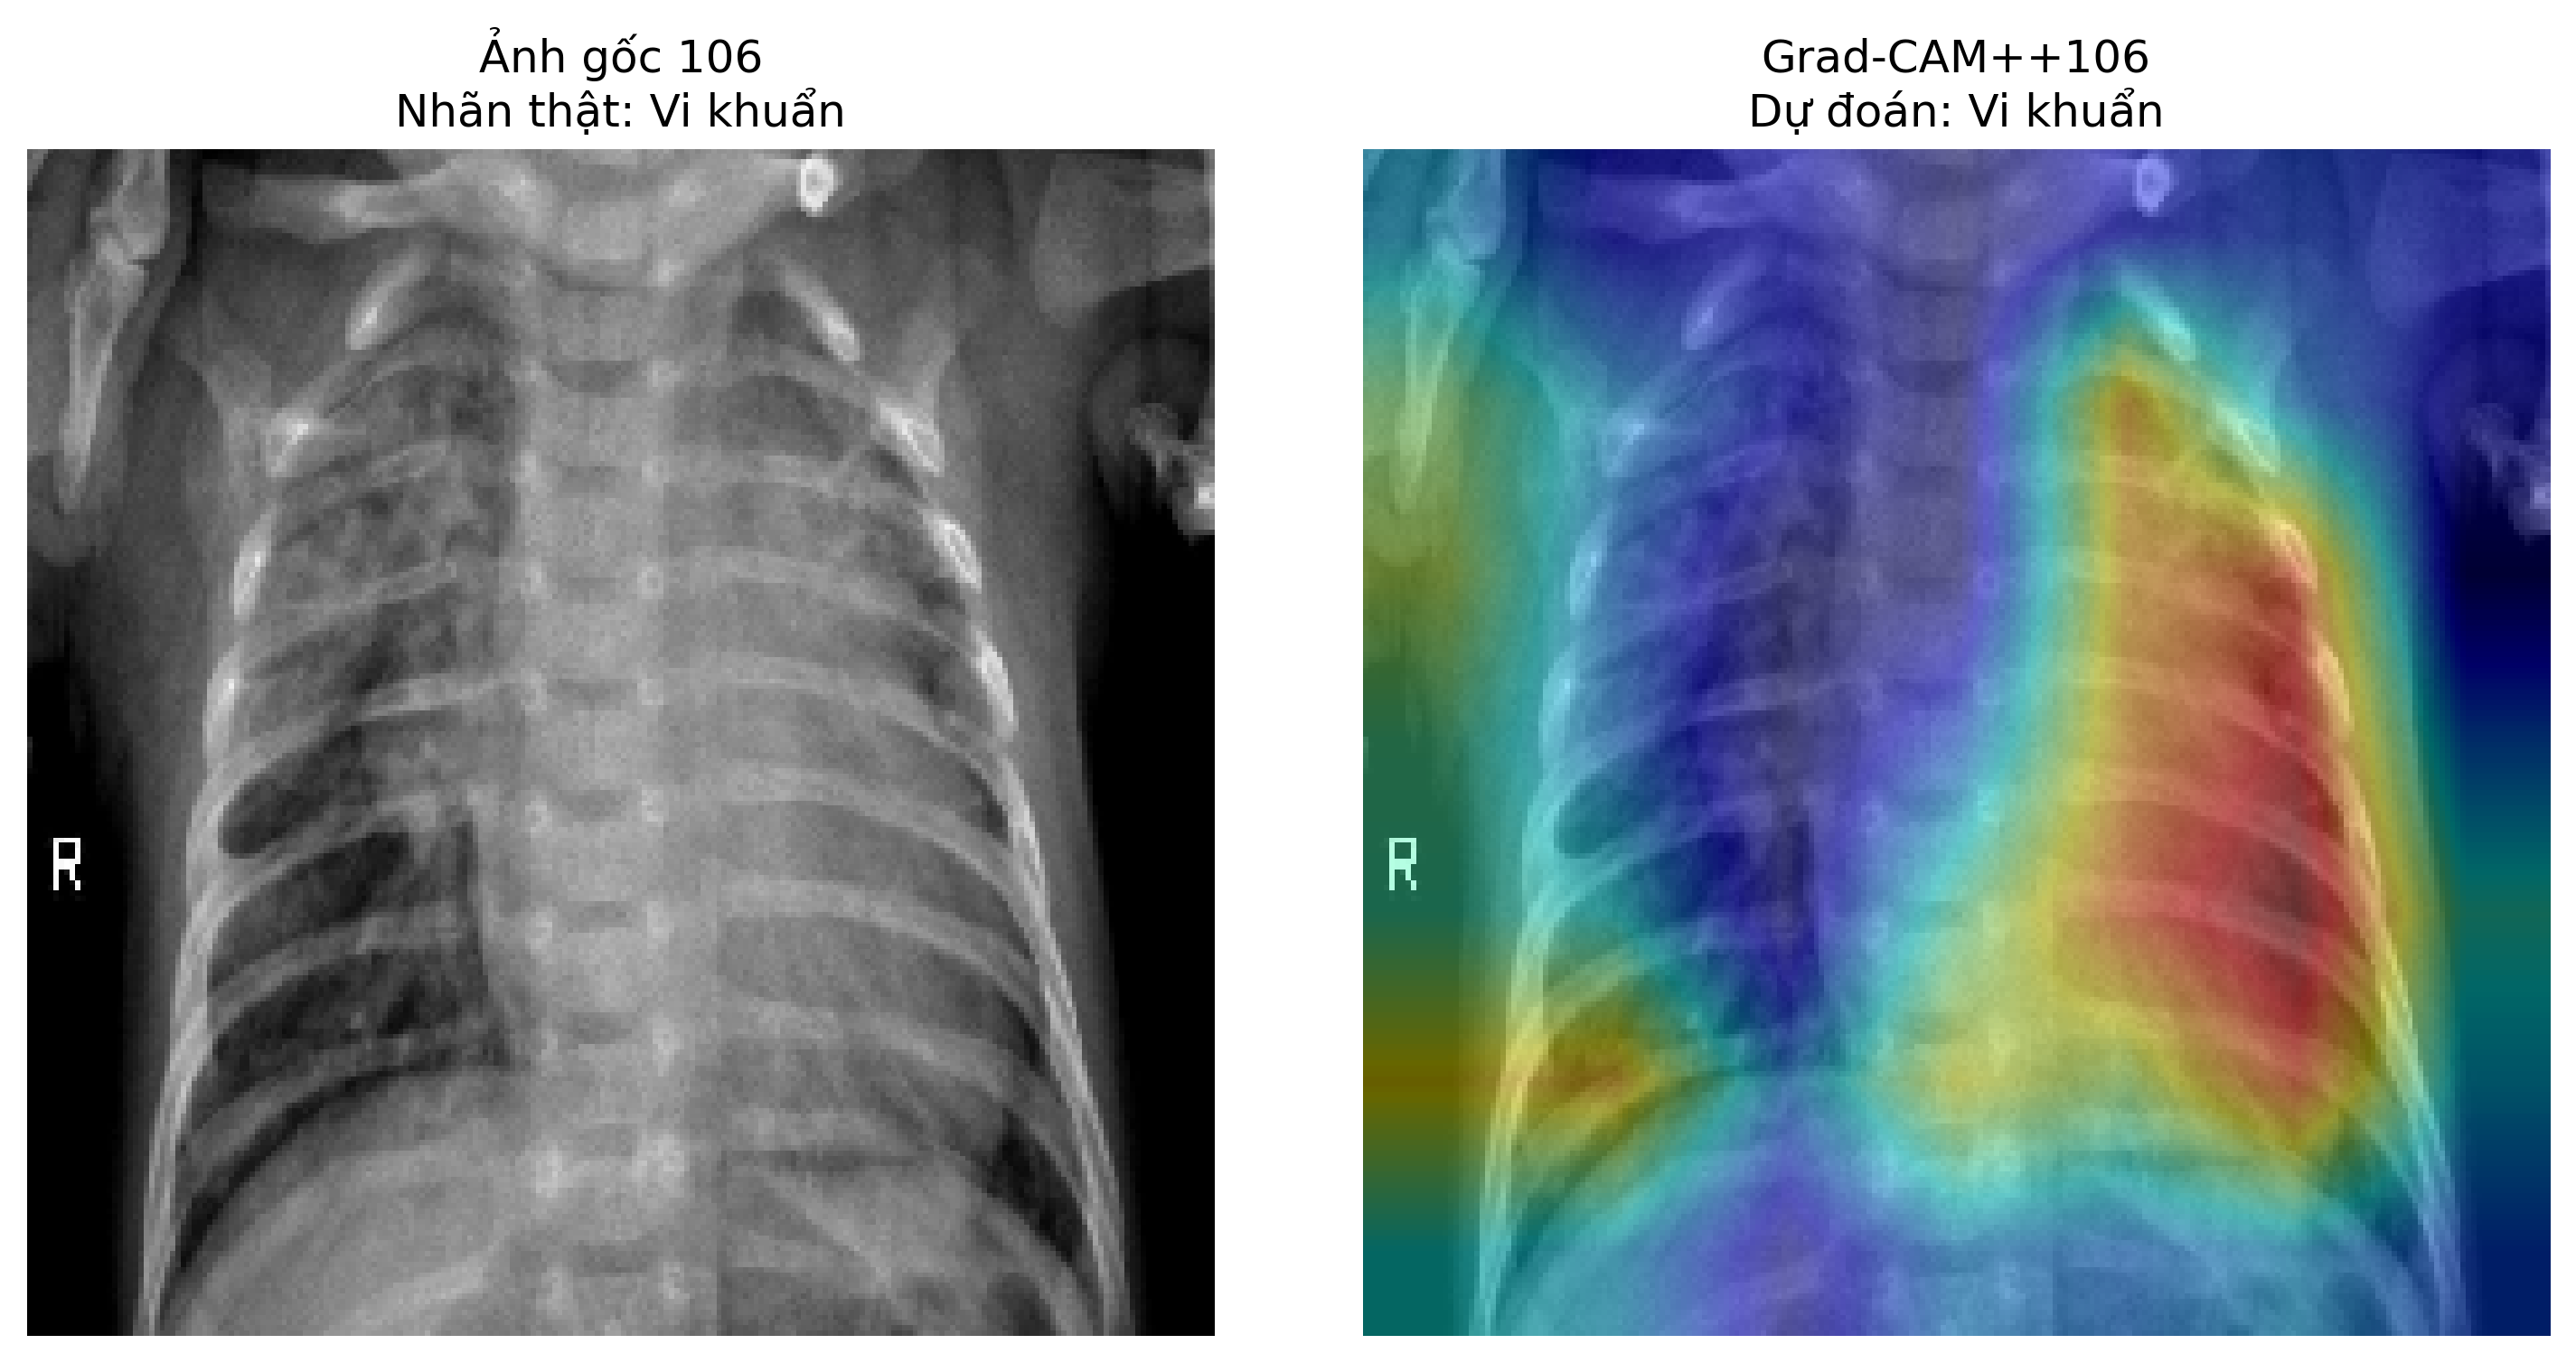 Ảnh gốc 106
Nhãn thật: Vi khuẩn
Grad-CAM++106
Dự đoán: Vi khuẩn
R
R